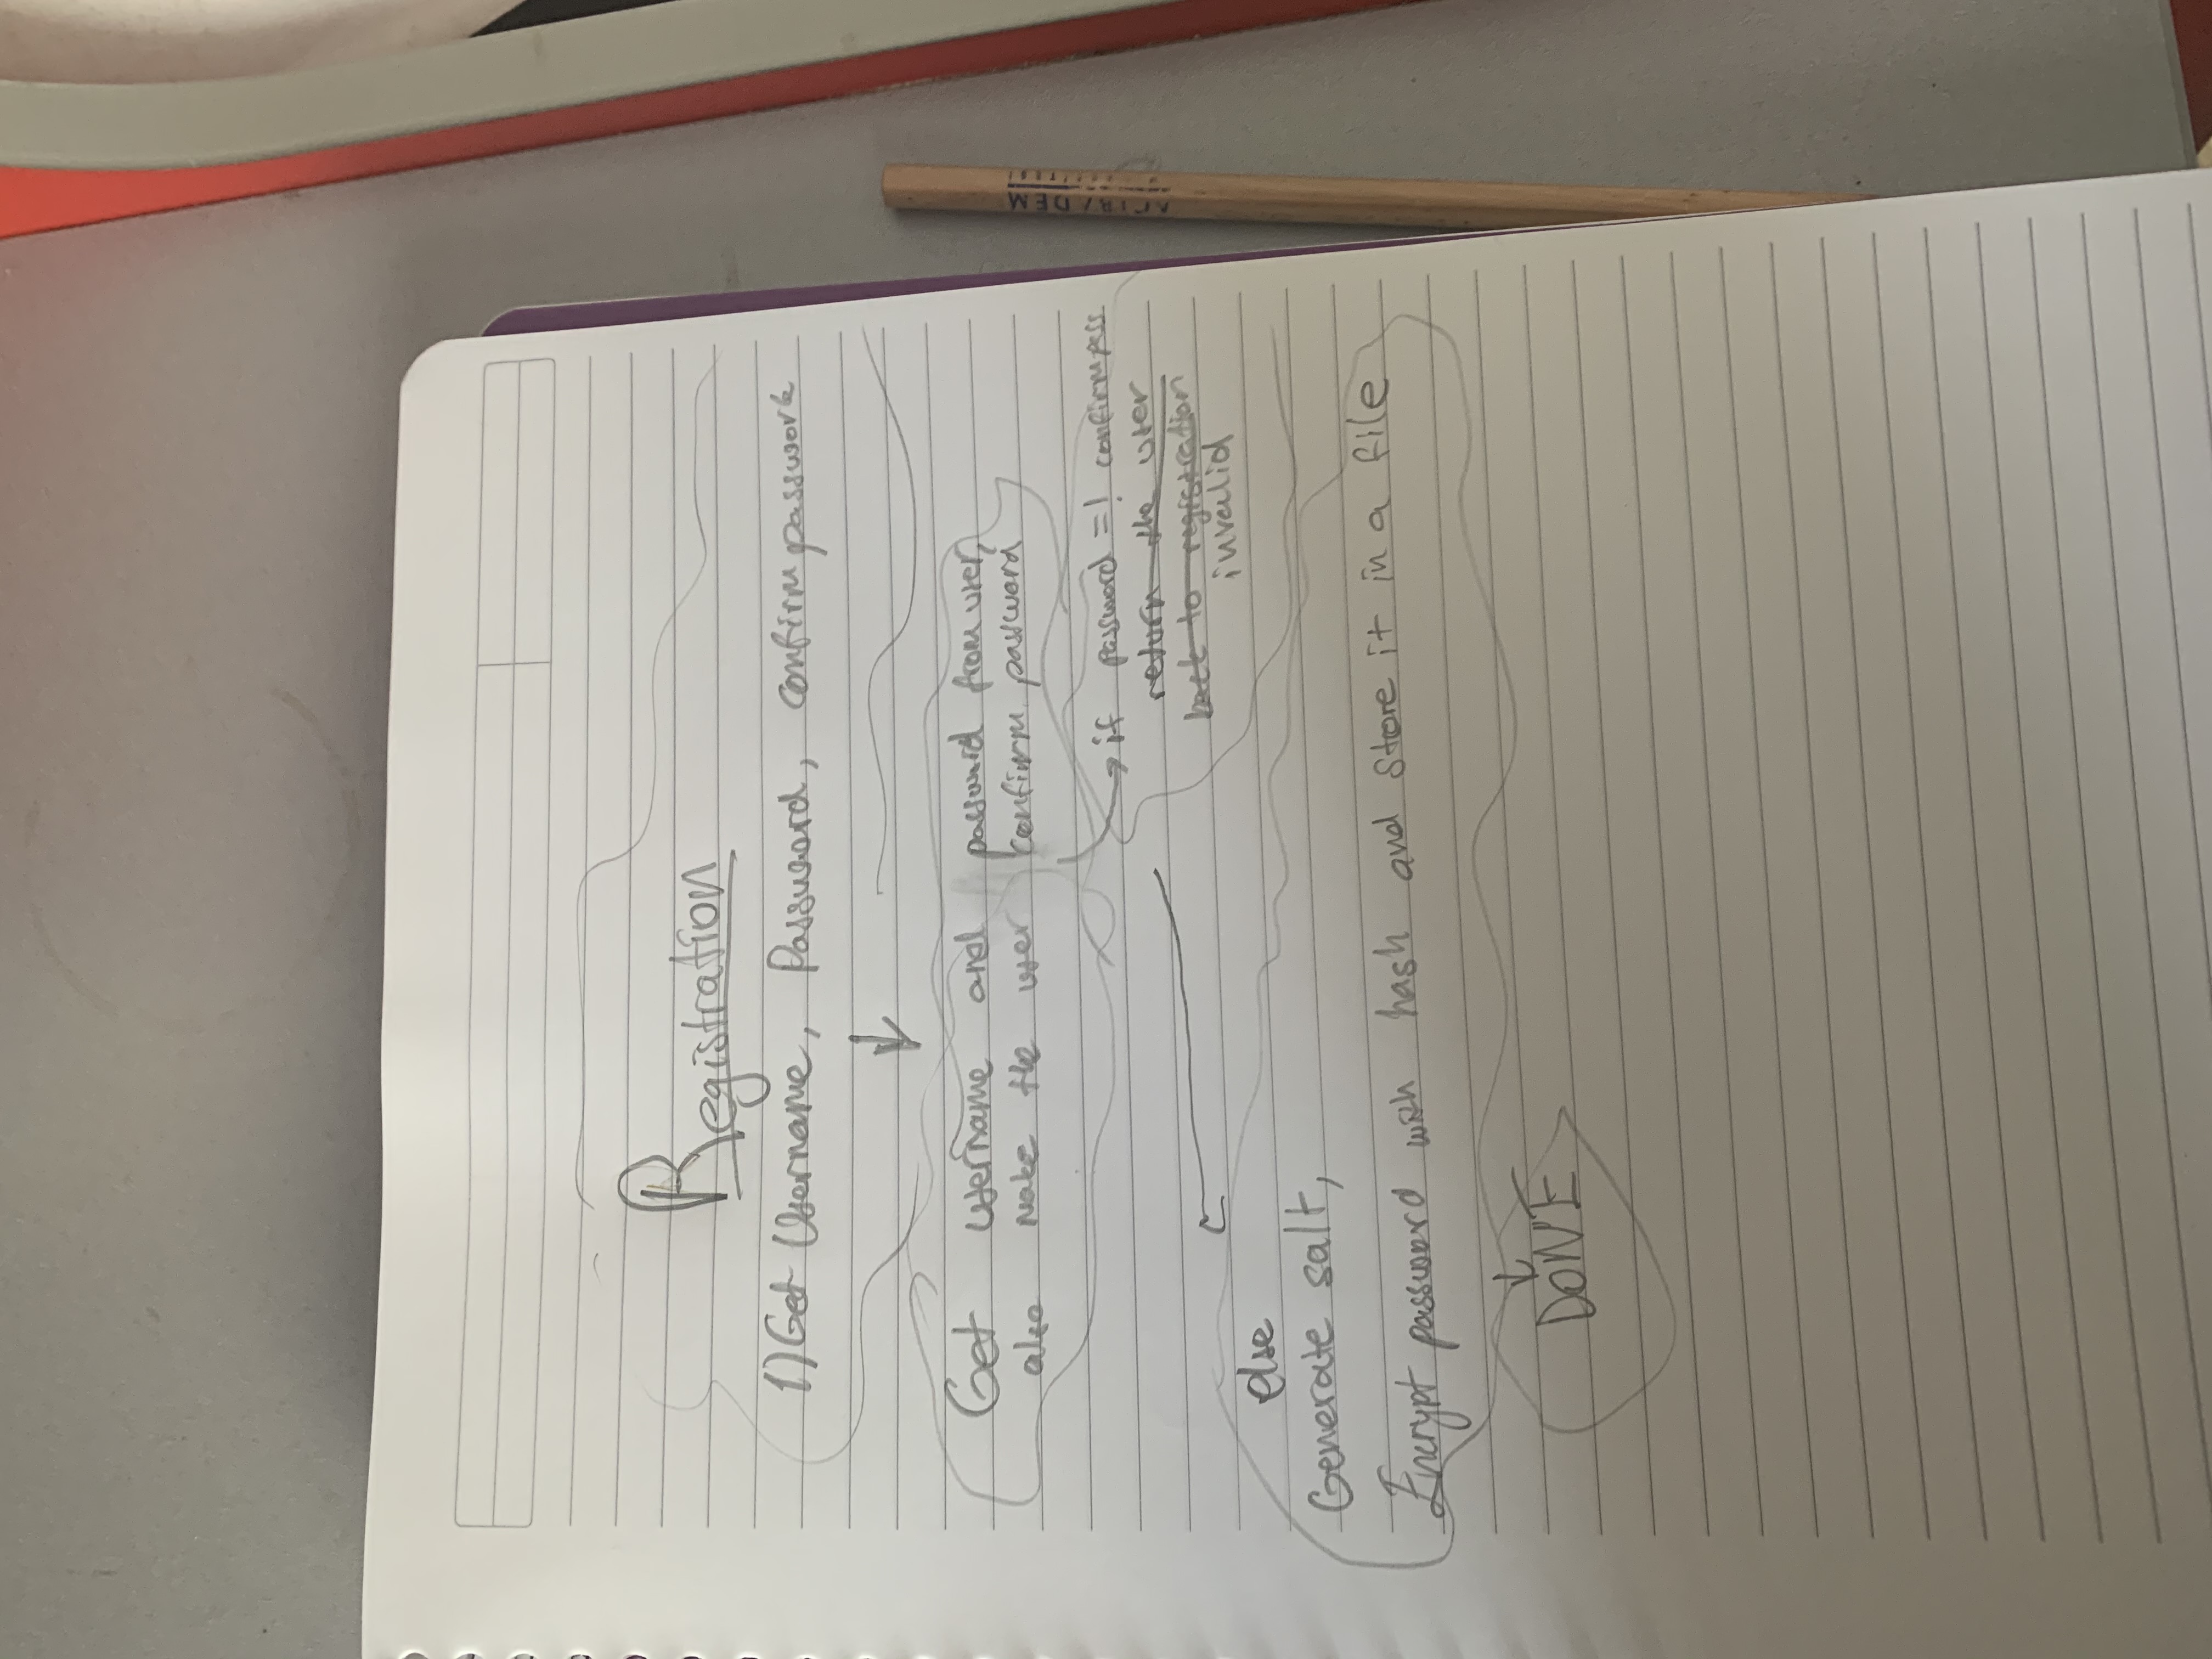 Registration
1) Get Username, Password, confirm password
Get username and password from user,
also make the user confirm password
if password =! confirmpass
return the user
back to registration
invalid
else
Generate salt,
Encrypt password with hash and store it in a file
DONE